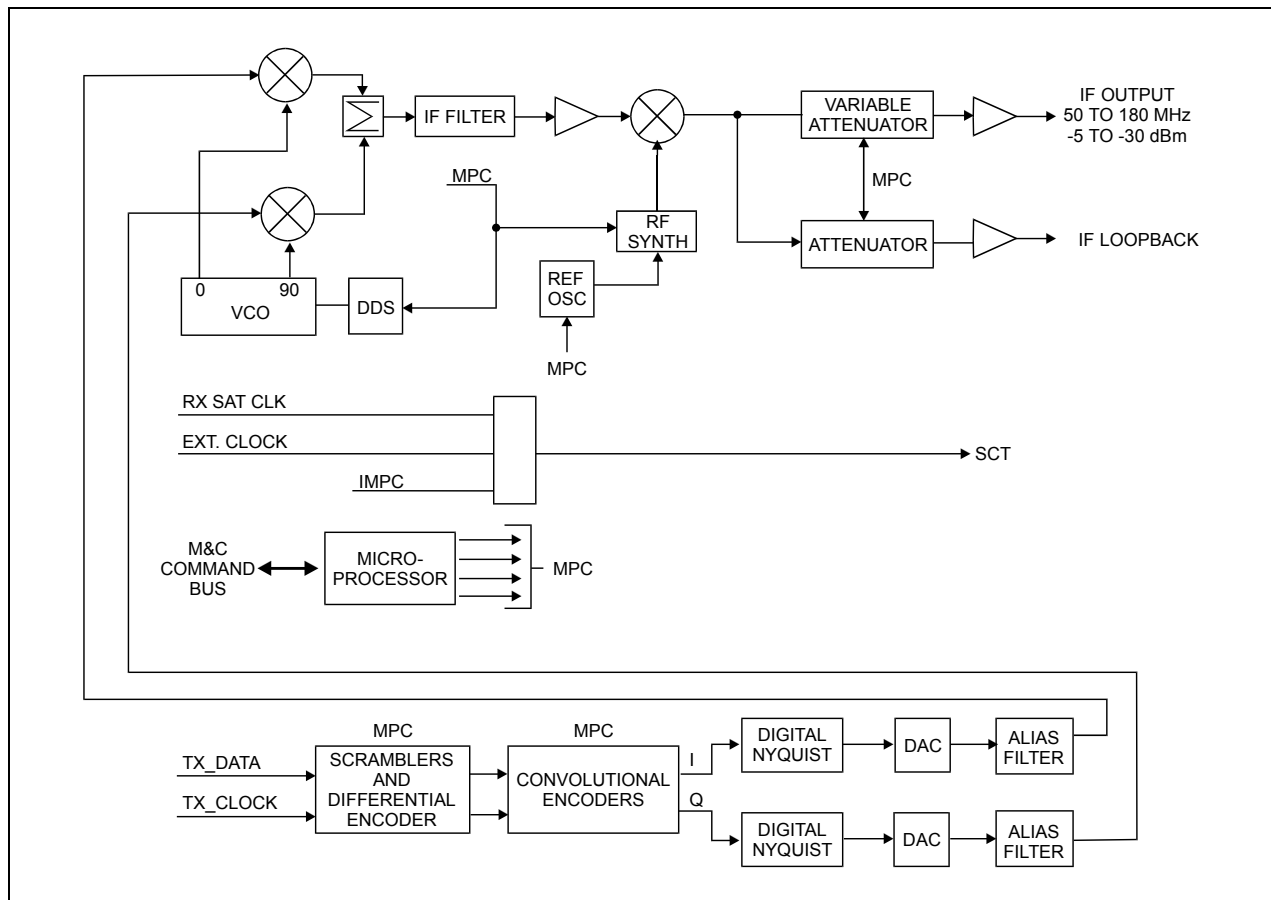 IF FILTER
VARIABLE
ATTENUATOR
IF OUTPUT
50 TO 180 MHz
-5 TO -30 dBm
MPC
MPC
RF
SYNTH
ATTENUATOR
IF LOOPBACK
0
90
VCO
DDS
REF
OSC
MPC
RX SAT CLK
EXT. CLOCK
IMPC
SCT
M&C
COMMAND
BUS
MICRO-
PROCESSOR
MPC
MPC
MPC
TX_DATA
TX_CLOCK
SCRAMBLERS
AND
DIFFERENTIAL
ENCODER
CONVOLUTIONAL
ENCODERS
I
Q
DIGITAL
NYQUIST
DAC
ALIAS
FILTER
DIGITAL
NYQUIST
DAC
ALIAS
FILTER